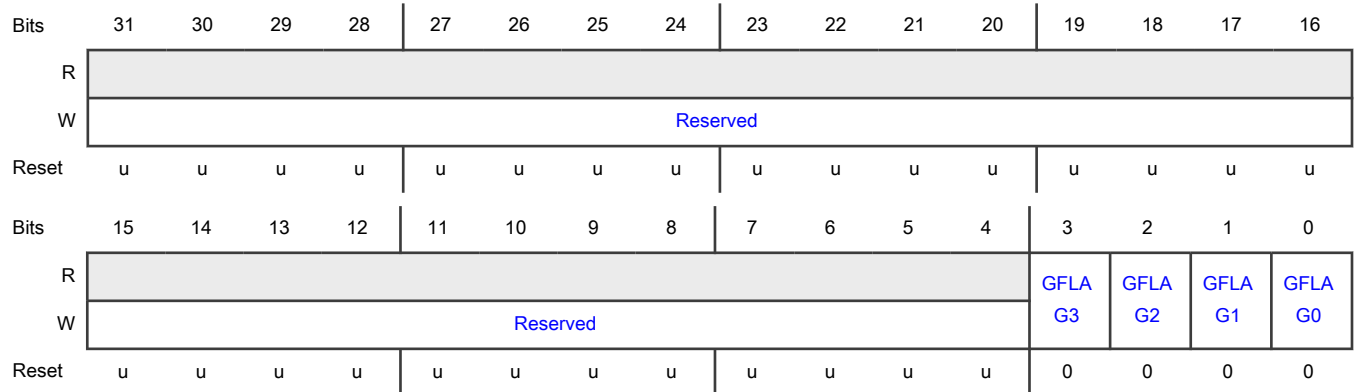 Bits 31 30 29 28 27 26 25 24 23 22 21 20 19 18 17 16
R
W Reserved
Reset u u u u u u u u u u u u u u u u
Bits 15 14 13 12 11 10 9 8 7 6 5 4 3 2 1 0
R GFLA GFLA GFLA GFLA
G3 G2 G1 G0
W Reserved
Reset u u u u u u u u u u u u 0 0 0 0